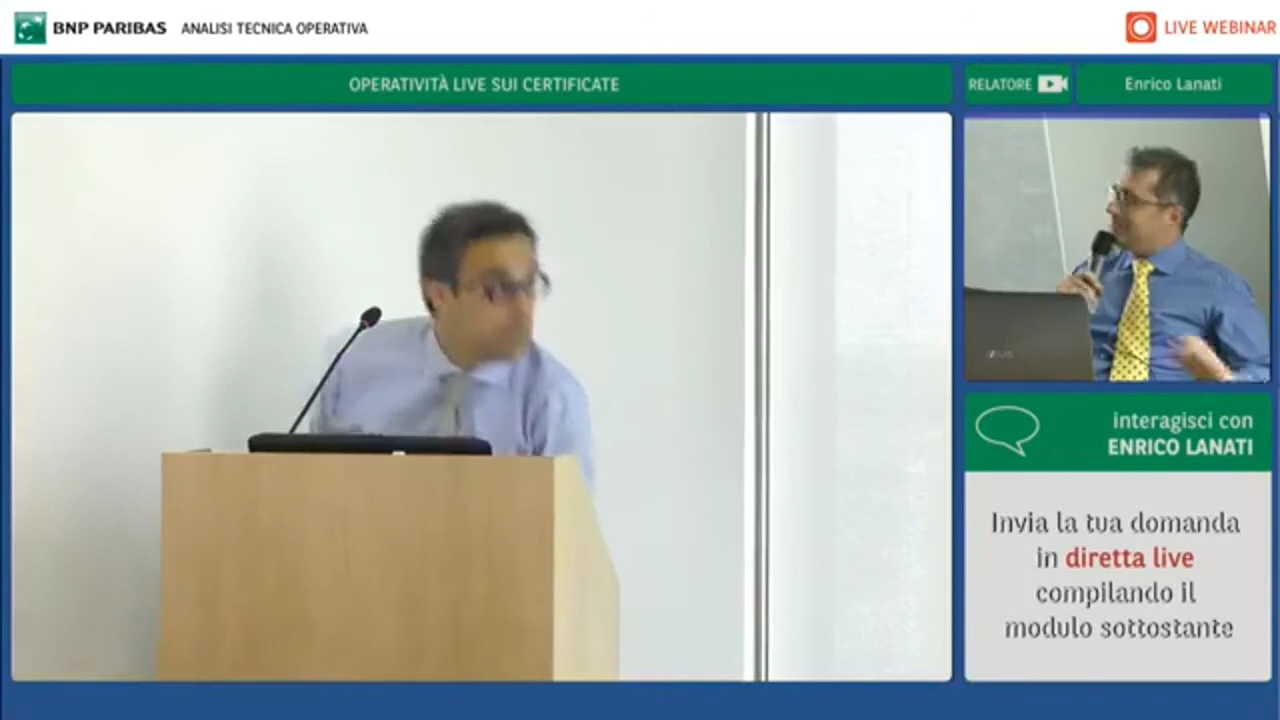 BNP PARIBAS ANALISI TECNICA OPERATIVA
LIVE WEBINAR
OPERATIVITÀ LIVE SUI CERTIFICATE
RELATORE
Enrico Lanati
interagisci con
ENRICO LANATI
Invia la tua domanda
in diretta live
compilando il
modulo sottostante